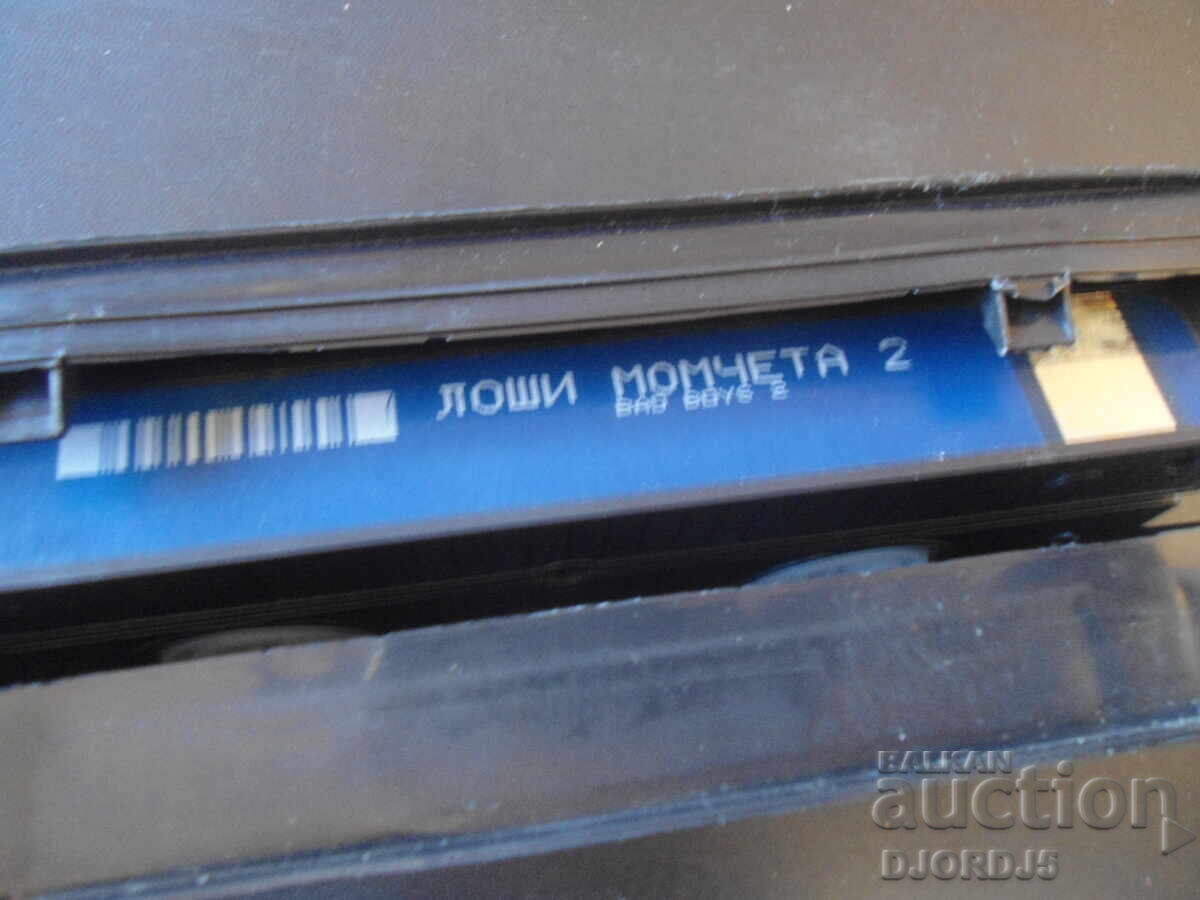 ЛОШИ МОМЧЕТА 2
BAD BOYS 2
BALKAN
auction
DJORDJ5